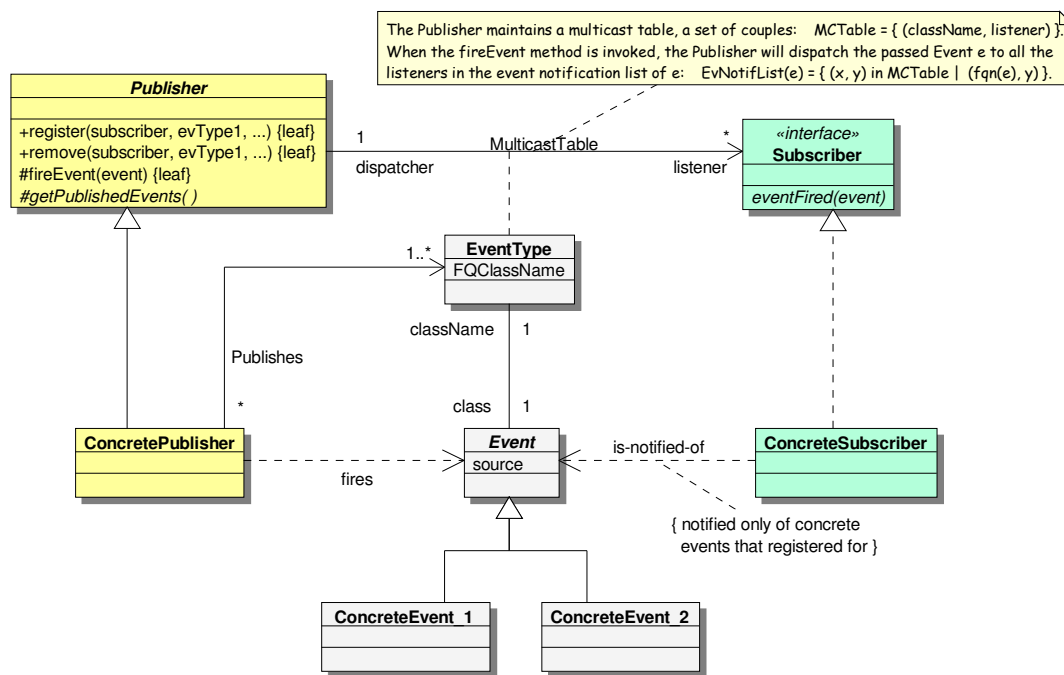 The Publisher maintains a multicast table, a set of couples: MCTable = { (className, listener) }.
When the fireEvent method is invoked, the Publisher will dispatch the passed Event e to all the
listeners in the event notification list of e: EvNotifList(e) = { (x, y) in MCTable | (fqn(e), y) }.
Publisher
+register(subscriber, evType1, ...) {leaf}
+remove(subscriber, evType1, ...) {leaf}
#fireEvent(event) {leaf}
#getPublishedEvents( )
1
dispatcher
MulticastTable
*
listener
«interface»
Subscriber
eventFired(event)
1..*
EventType
FQClassName
className
1
Publishes
*
class
1
ConcretePublisher
fires
Event
source
is-notified-of
ConcreteSubscriber
{ notified only of concrete
events that registered for }
ConcreteEvent_1
ConcreteEvent_2